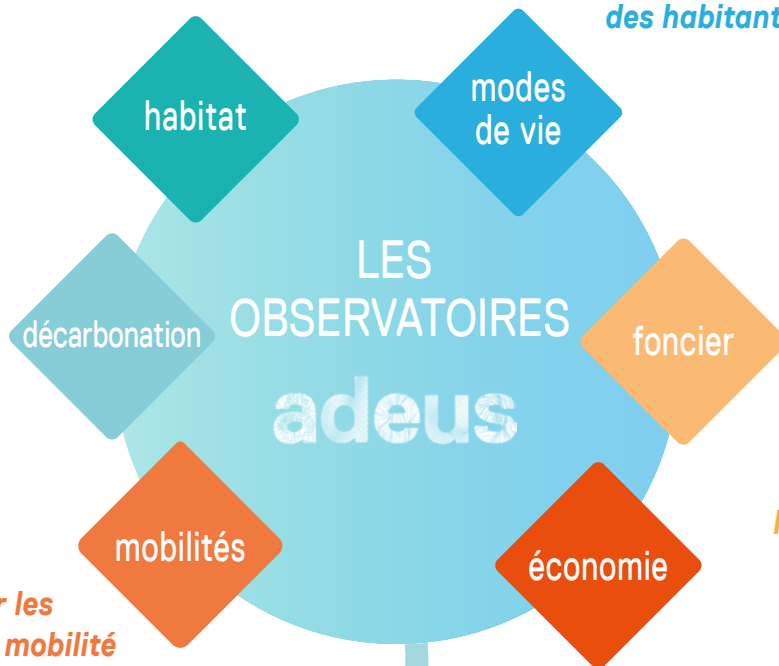 des habitant
habitat
modes
de vie
LES
OBSERVATOIRES
adeus
décarbonation
foncier
mobilités
économie
r les
mobilité